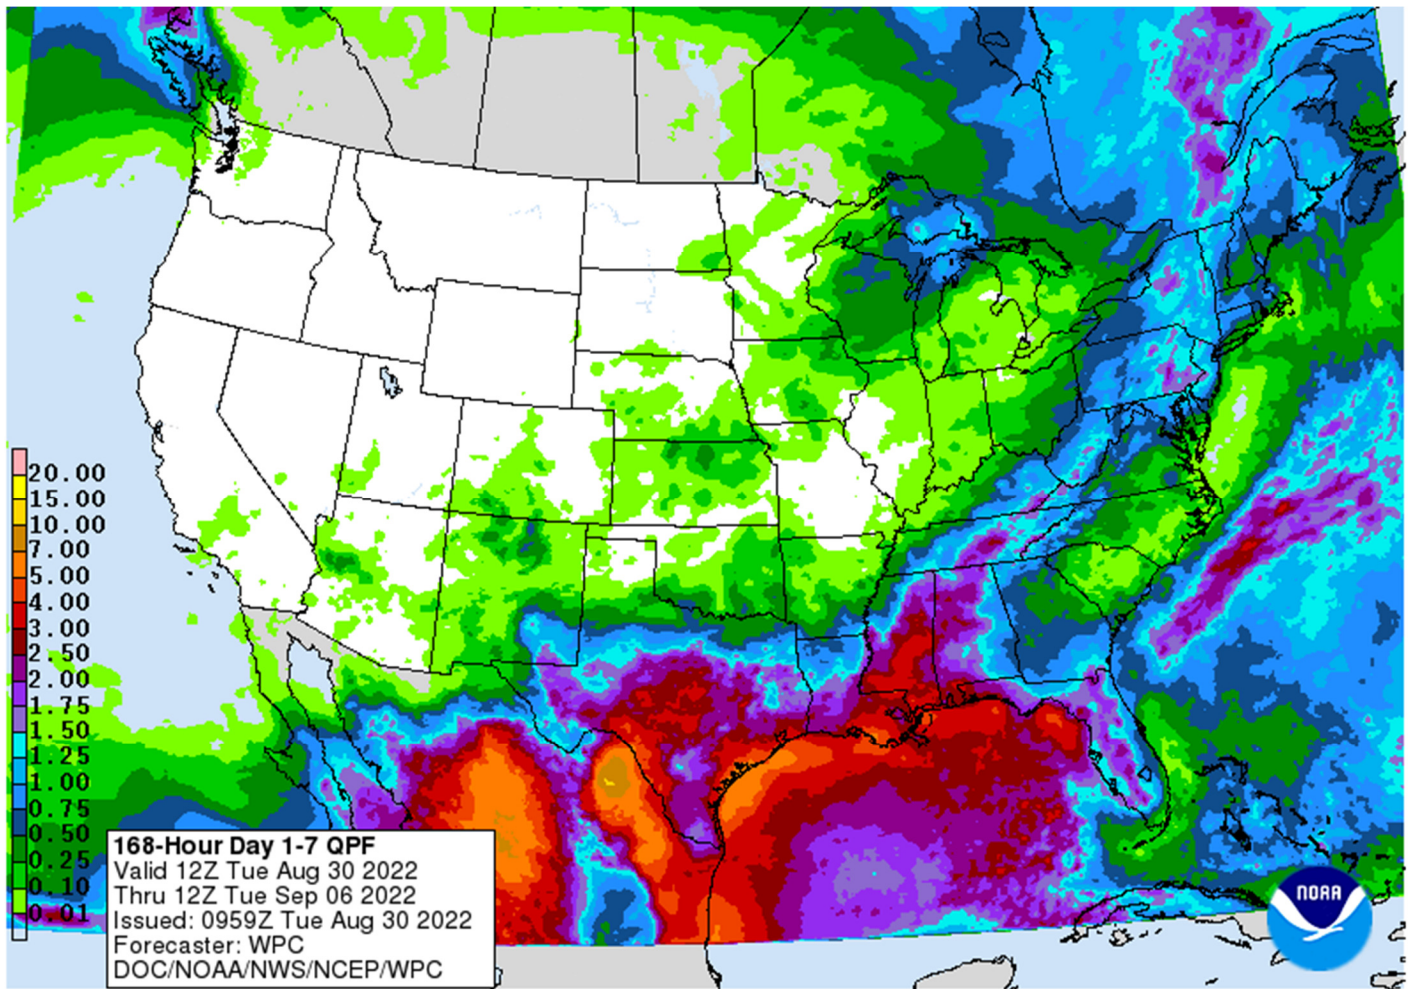 20.00
15.00
10.00
7.00
5.00
4.00
3.00
2.50
2.00
1.75
1.50
1.25
1.00
0.75
0.50
0.25
0.10
0.01
168-Hour Day 1-7 QPF
Valid 12Z Tue Aug 30 2022
Thru 12Z Tue Sep 06 2022
Issued: 0959Z Tue Aug 30 2022
Forecaster: WPC
DOC/NOAA/NWS/NCEP/WPC
NOAA